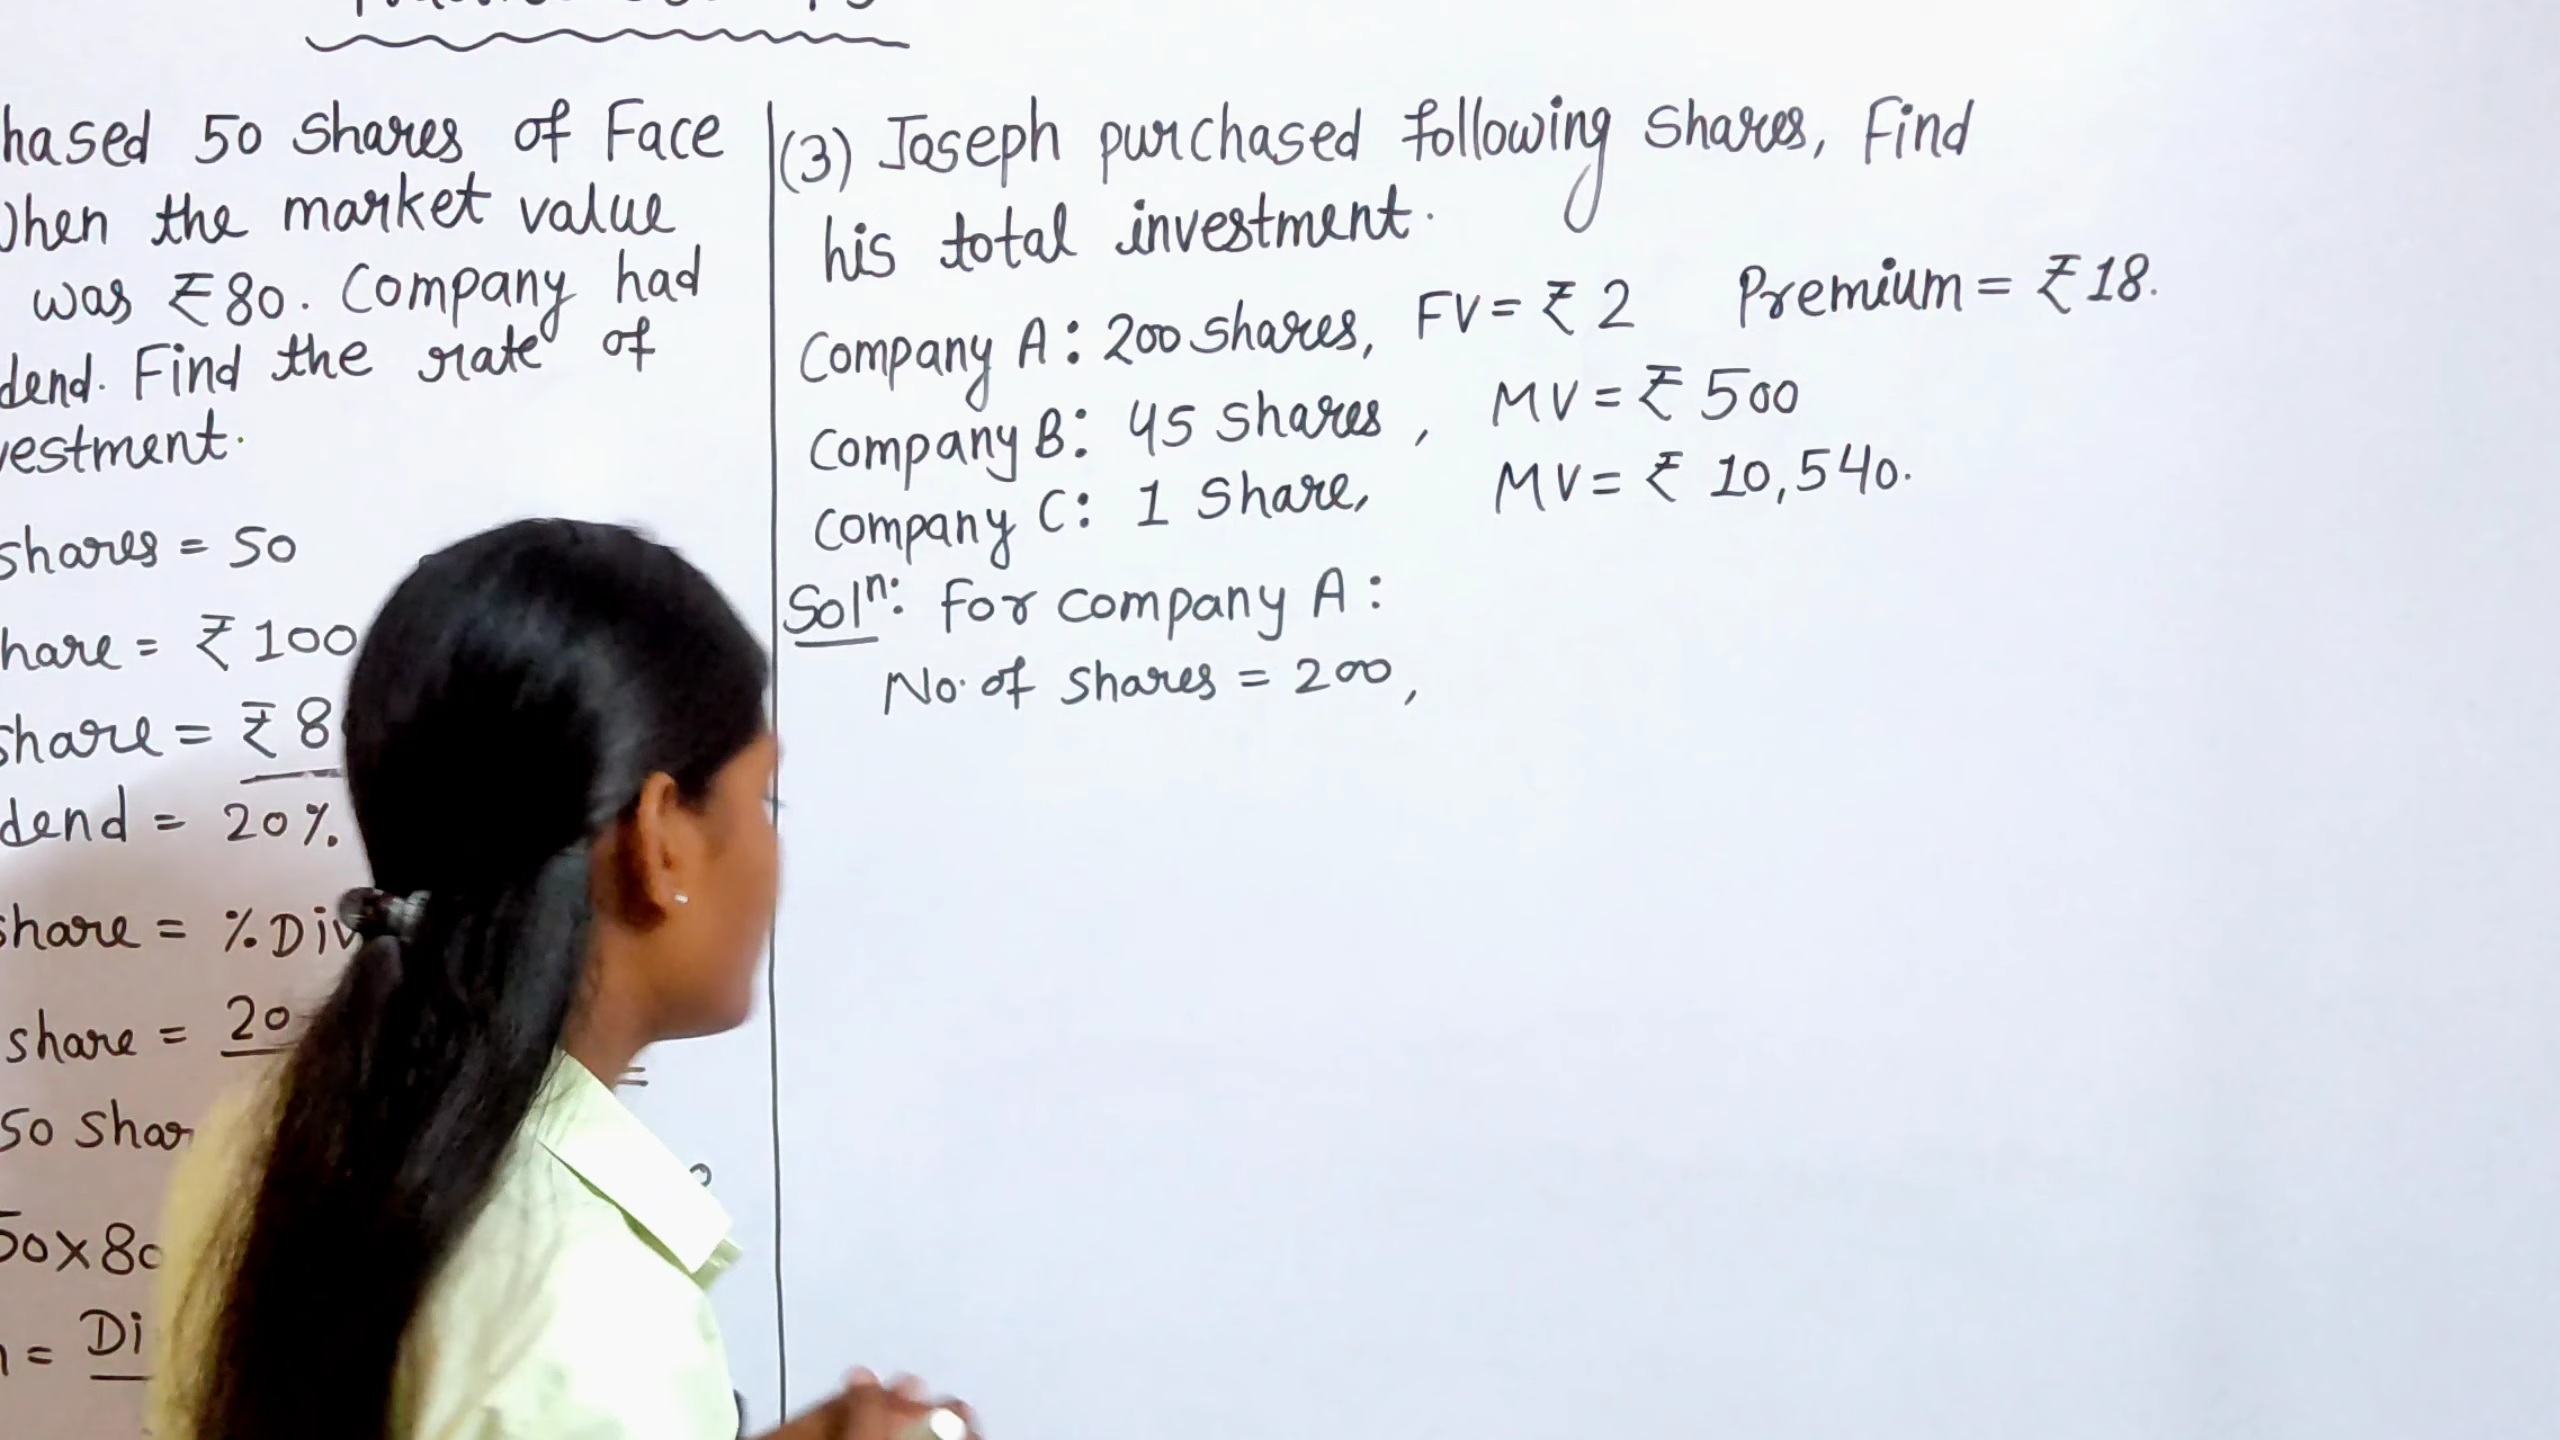 hased 50 shares of Face
when the market value
was ₹80. Company had
dend. Find the rate of
vestment.
shares = 50
hare = ₹100
share = ₹8
dend = 20%.
share = %Div
share = 20
=
50 shar
50x80
n = Di
(3) Joseph purchased following shares, Find
his total investment.
Company A: 200 shares, FV = ₹ 2 Premium = ₹18.
Company B: 45 shares, MV = ₹ 500
Company C: 1 Share, MV = ₹ 10,540.
Solⁿ: For company A:
No. of shares = 200,